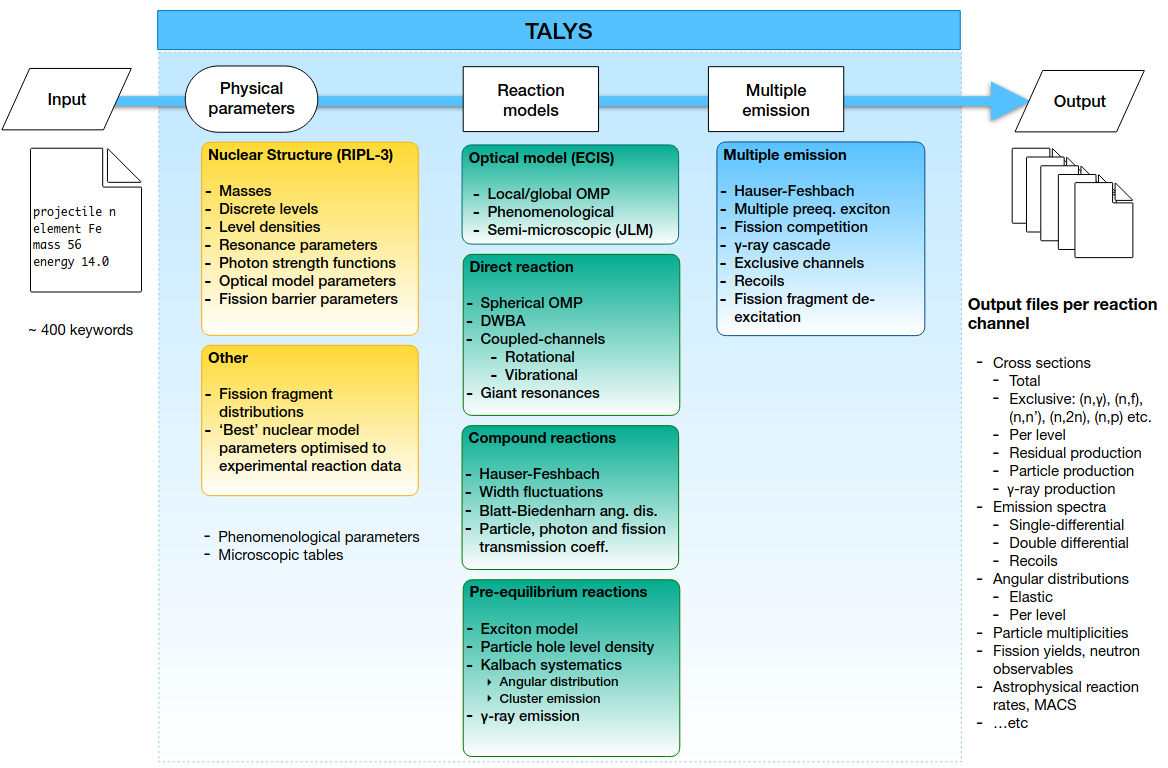 TALYS
Input
Physical
parameters
Reaction
models
Multiple
emission
Output
projectile n
element Fe
mass 56
energy 14.0
~ 400 keywords
Nuclear Structure (RIPL-3)
- Masses
- Discrete levels
- Level densities
- Resonance parameters
- Photon strength functions
- Optical model parameters
- Fission barrier parameters
Other
- Fission fragment
distributions
- ‘Best’ nuclear model
parameters optimised to
experimental reaction data
- Phenomenological parameters
- Microscopic tables
Optical model (ECIS)
- Local/global OMP
- Phenomenological
- Semi-microscopic (JLM)
Direct reaction
- Spherical OMP
- DWBA
- Coupled-channels
- Rotational
- Vibrational
- Giant resonances
Compound reactions
- Hauser-Feshbach
- Width fluctuations
- Blatt-Biedenharn ang. dis.
- Particle, photon and fission
transmission coeff.
Pre-equilibrium reactions
- Exciton model
- Particle hole level density
- Kalbach systematics
‣ Angular distribution
‣ Cluster emission
- γ-ray emission
Multiple emission
- Hauser-Feshbach
- Multiple preeq. exciton
- Fission competition
- γ-ray cascade
- Exclusive channels
- Recoils
- Fission fragment de-
excitation
Output files per reaction
channel
- Cross sections
- Total
- Exclusive: (n,γ), (n,f),
(n,n’), (n,2n), (n,p) etc.
- Per level
- Residual production
- Particle production
- γ-ray production
- Emission spectra
- Single-differential
- Double differential
- Recoils
- Angular distributions
- Elastic
- Per level
- Particle multiplicities
- Fission yields, neutron
observables
- Astrophysical reaction
rates, MACS
- …etc